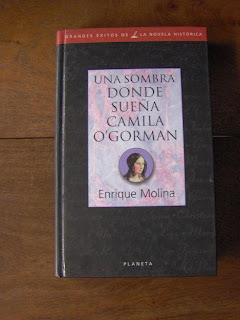 GRANDES ÉXITOS DE LA NOVELA HISTÓRICA
UNA SOMBRA
DONDE
SUEÑA
CAMILA
O'GORMAN
Enrique Molina
PLANETA